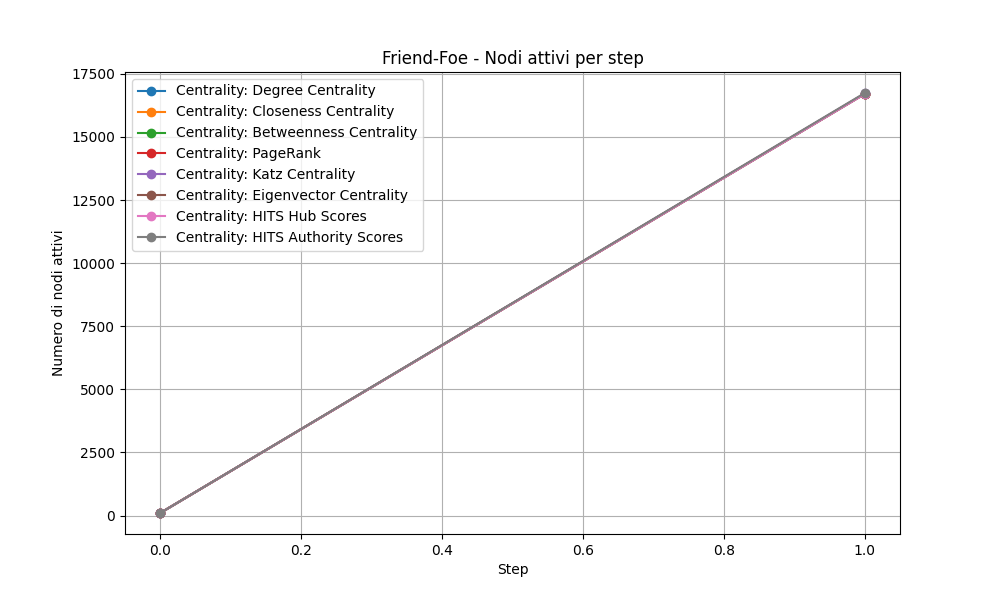 Friend-Foe - Nodi attivi per step
17500
15000
12500
10000
7500
5000
2500
0
Numero di nodi attivi
Centrality: Degree Centrality
Centrality: Closeness Centrality
Centrality: Betweenness Centrality
Centrality: PageRank
Centrality: Katz Centrality
Centrality: Eigenvector Centrality
Centrality: HITS Hub Scores
Centrality: HITS Authority Scores
0.0 0.2 0.4 0.6 0.8 1.0
Step